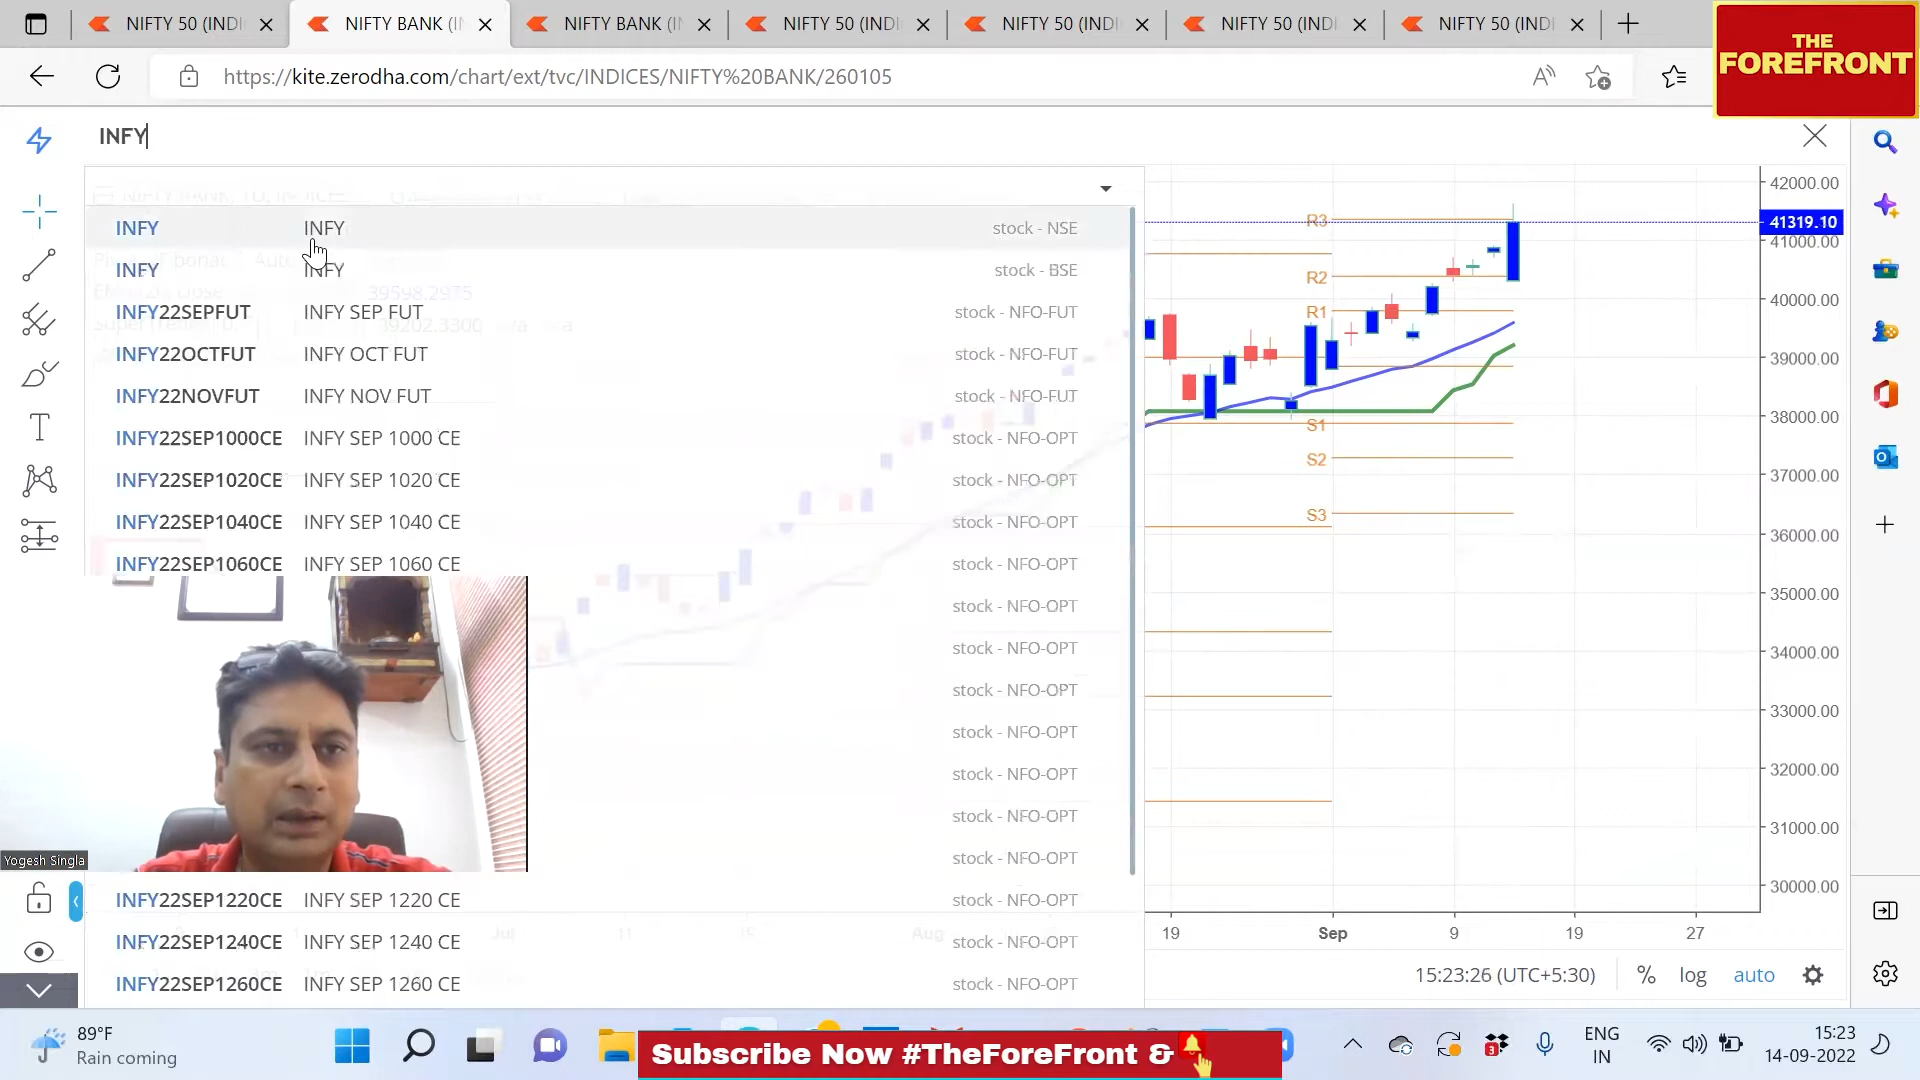 NIFTY 50 (INDI
NIFTY BANK (I
NIFTY BANK (I
NIFTY 50 (INDI
NIFTY 50 (INDI
NIFTY 50 (INDI
NIFTY 50 (INDI
THE
FOREFRONT
https://kite.zerodha.com/chart/ext/tvc/INDICES/NIFTY%20BANK/260105
INFY
INFY INFY stock - NSE
INFY INFY stock - BSE
INFY22SEPFUT INFY SEP FUT stock - NFO-FUT
INFY22OCTFUT INFY OCT FUT stock - NFO-FUT
INFY22NOVFUT INFY NOV FUT stock - NFO-FUT
INFY22SEP1000CE INFY SEP 1000 CE stock - NFO-OPT
INFY22SEP1020CE INFY SEP 1020 CE stock - NFO-OPT
INFY22SEP1040CE INFY SEP 1040 CE stock - NFO-OPT
INFY22SEP1060CE INFY SEP 1060 CE stock - NFO-OPT
stock - NFO-OPT
stock - NFO-OPT
stock - NFO-OPT
stock - NFO-OPT
stock - NFO-OPT
stock - NFO-OPT
stock - NFO-OPT
INFY22SEP1220CE INFY SEP 1220 CE stock - NFO-OPT
INFY22SEP1240CE INFY SEP 1240 CE stock - NFO-OPT
INFY22SEP1260CE INFY SEP 1260 CE stock - NFO-OPT
39598.2975
39202.3300 n/a n/a
Jul 11 15 Aug
R3
R2
R1
S1
S2
S3
42000.00
41319.10
41000.00
40000.00
39000.00
38000.00
37000.00
36000.00
35000.00
34000.00
33000.00
32000.00
31000.00
30000.00
19 Sep 9 19 27
15:23:26 (UTC+5:30) % log auto
Yogesh Singla
89°F
Rain coming
Subscribe Now #TheForeFront &
3
ENG
IN
15:23
14-09-2022